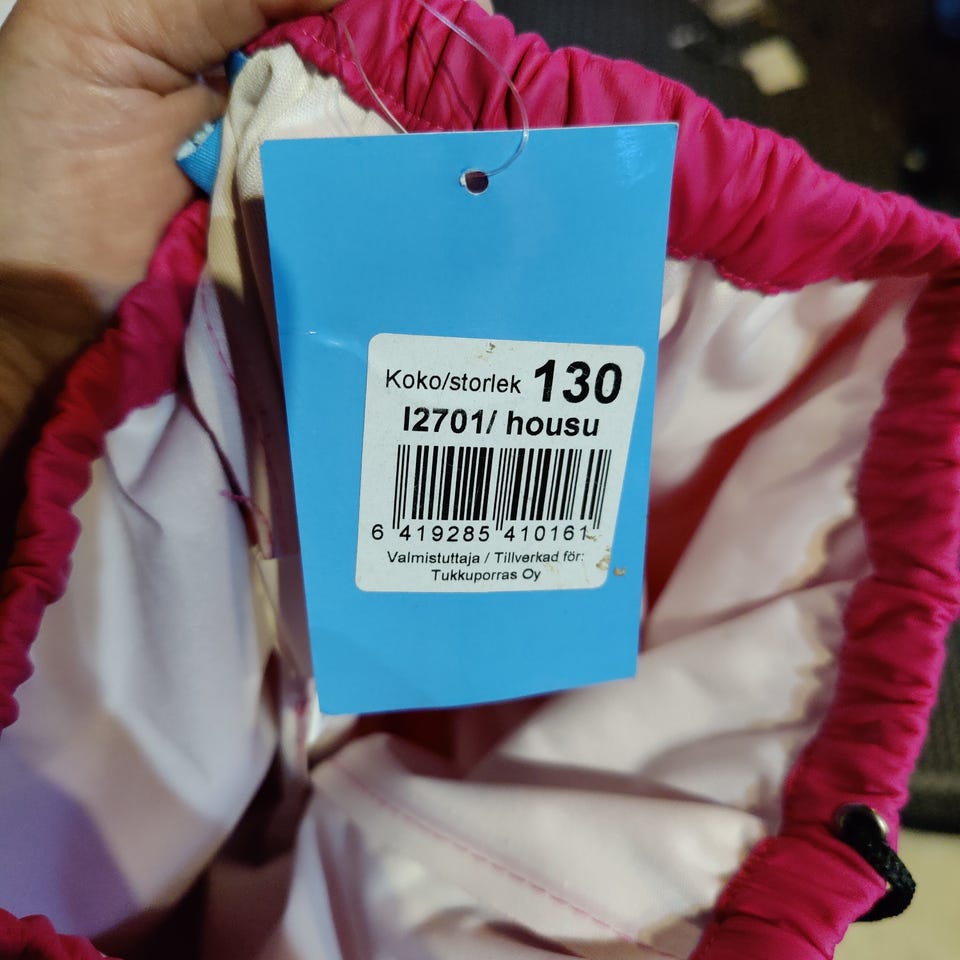 Koko/storlek 130
I2701/ housu
6 419285 410161
Valmistuttaja / Tillverkad för:
Tukkuporras Oy